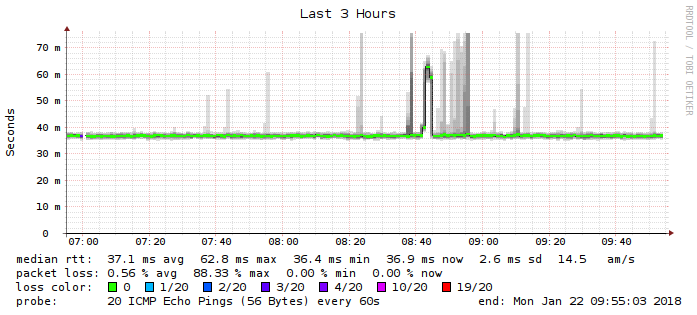 Last 3 Hours
RRDTOOL / TOBI OETIKER
Seconds
70 m
60 m
50 m
40 m
30 m
20 m
10 m
0
07:00 07:20 07:40 08:00 08:20 08:40 09:00 09:20 09:40
median rtt: 37.1 ms avg 62.8 ms max 36.4 ms min 36.9 ms now 2.6 ms sd 14.5 am/s
packet loss: 0.56 % avg 88.33 % max 0.00 % min 0.00 % now
loss color: 0 1/20 2/20 3/20 4/20 10/20 19/20
probe: 20 ICMP Echo Pings (56 Bytes) every 60s end: Mon Jan 22 09:55:03 2018